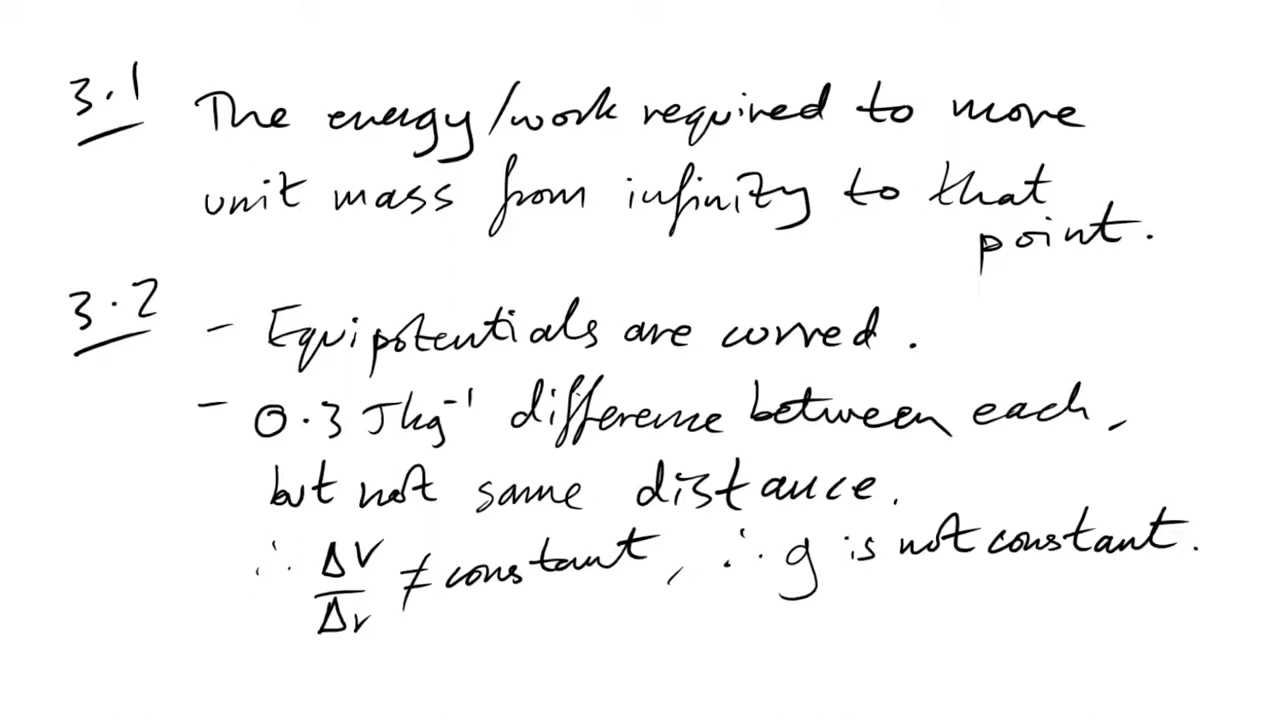 3.1 The energy/work required to move
unit mass from infinity to that
point.
3.2 - Equipotentials are curved.
- 0.3 Jkg⁻¹ difference between each,
but not same distance.
∴ ΔV/Δr ≠ constant, ∴ g is not constant.